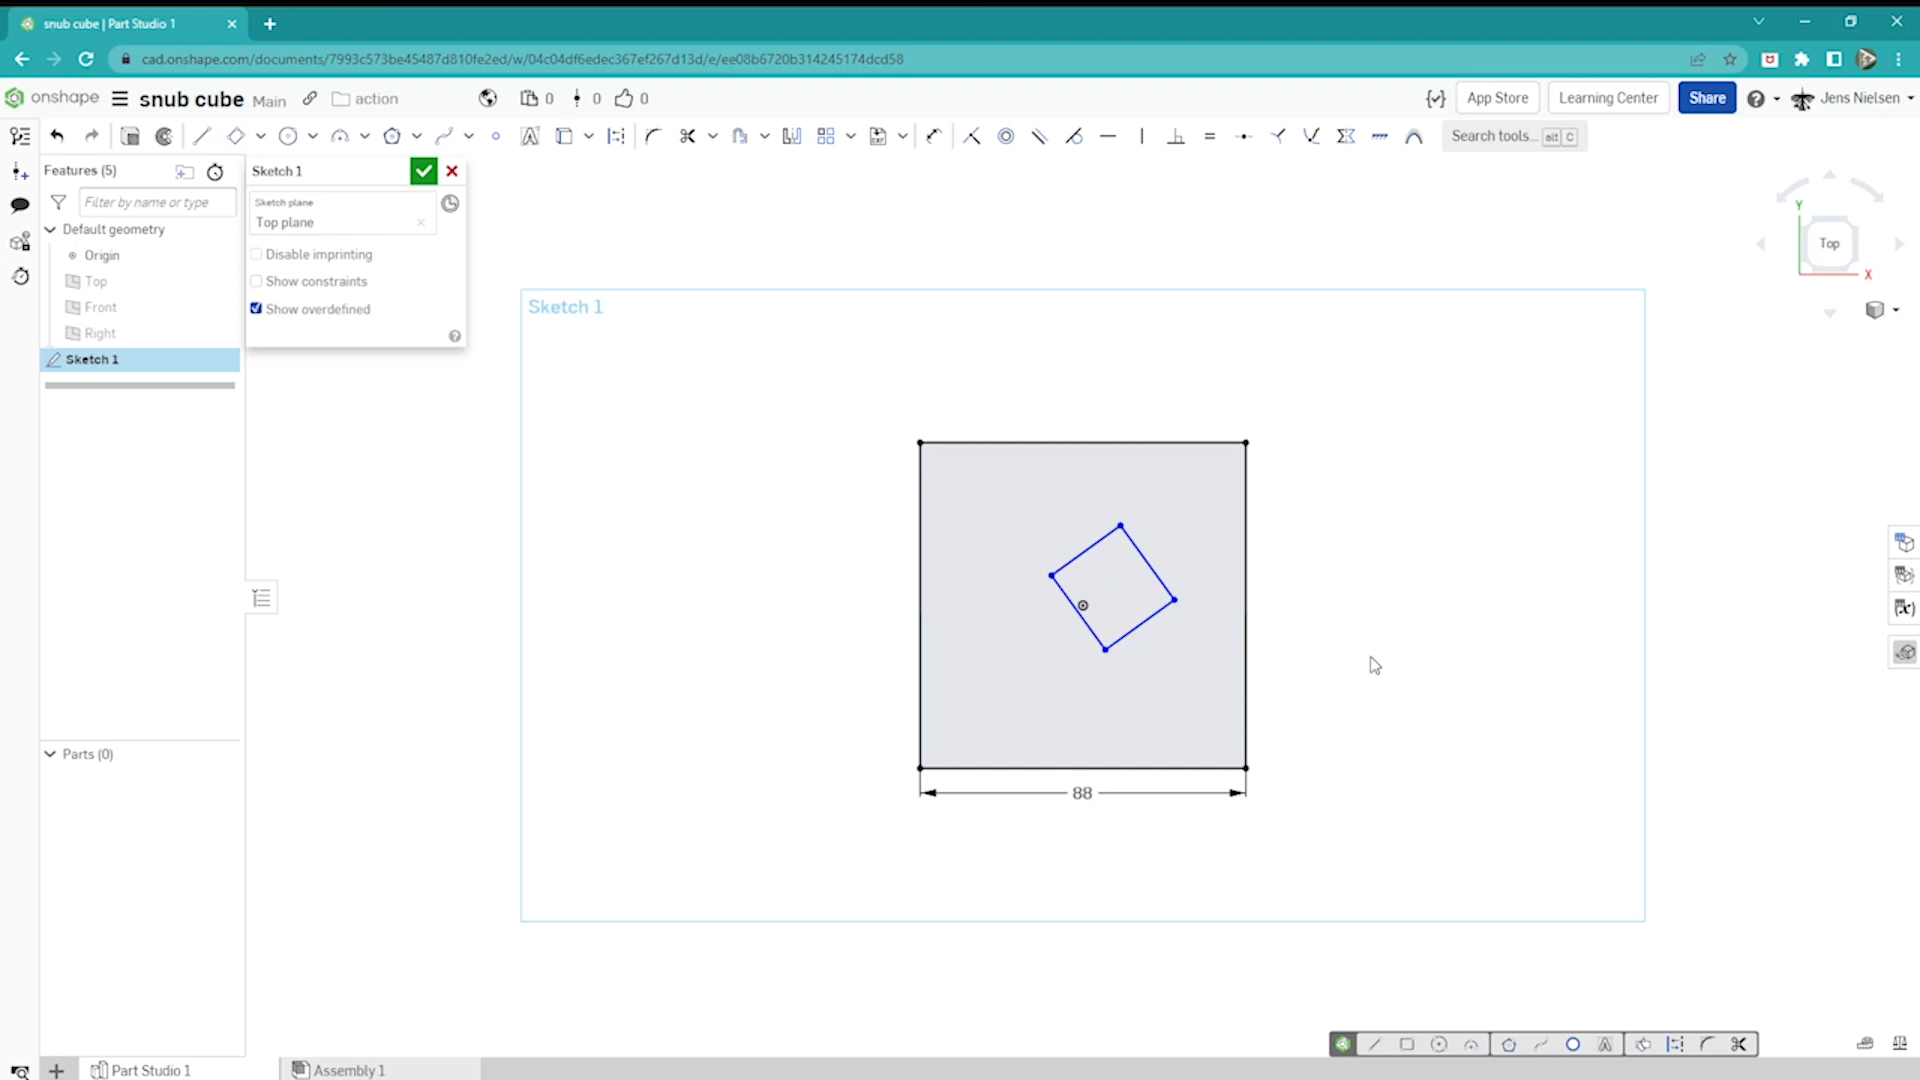 snub cube | Part Studio 1
cad.onshape.com/documents/7993c573be45487d810fe2ed/w/04c04df6edec367ef267d13d/e/ee08b6720b314245174dcd58
onshape snub cube Main action 0 0 0 App Store Learning Center Share Jens Nielsen
Search tools... alt C
Features (5)
Filter by name or type
Default geometry
Origin
Top
Front
Right
Sketch 1
Parts (0)
Sketch 1
Sketch plane
Top plane
Disable imprinting
Show constraints
Show overdefined
Sketch 1
88
Y
Top
X
(x)
Part Studio 1
Assembly 1